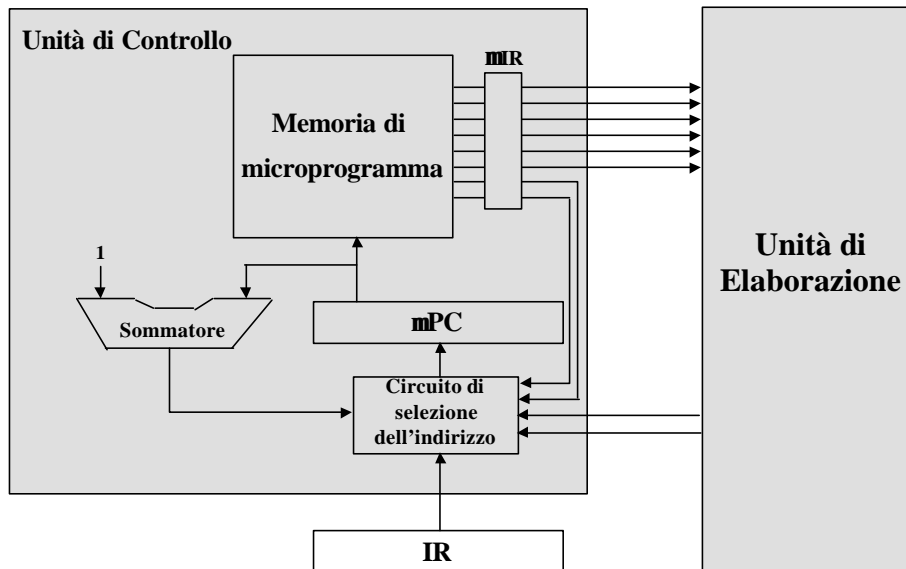 Unità di Controllo
mIR
Memoria di
microprogramma
Unità di
Elaborazione
1
Sommatore
mPC
Circuito di
selezione
dell'indirizzo
IR